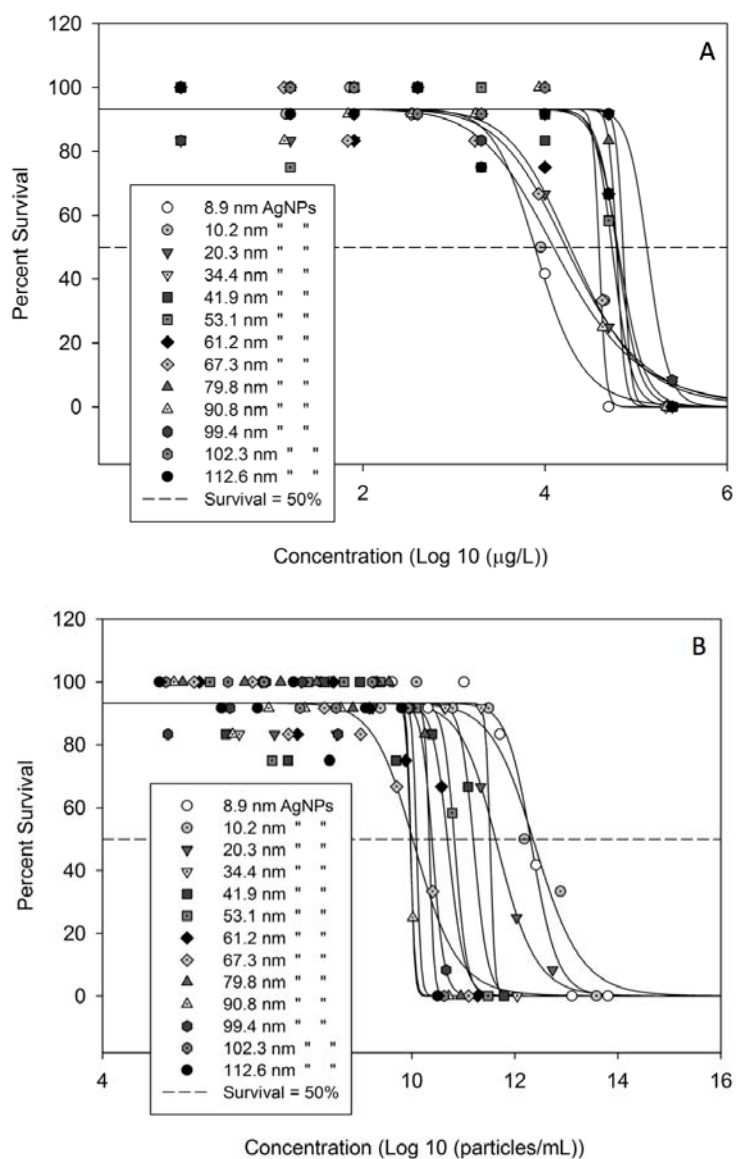 120
A
100
80
60
40
20
0
Percent Survival
8.9 nm AgNPs
10.2 nm " "
20.3 nm " "
34.4 nm " "
41.9 nm " "
53.1 nm " "
61.2 nm " "
67.3 nm " "
79.8 nm " "
90.8 nm " "
99.4 nm " "
102.3 nm " "
112.6 nm " "
Survival = 50%
2 4 6
Concentration (Log 10 (µg/L))
120
B
100
80
60
40
20
0
Percent Survival
8.9 nm AgNPs
10.2 nm " "
20.3 nm " "
34.4 nm " "
41.9 nm " "
53.1 nm " "
61.2 nm " "
67.3 nm " "
79.8 nm " "
90.8 nm " "
99.4 nm " "
102.3 nm " "
112.6 nm " "
Survival = 50%
4 10 12 14 16
Concentration (Log 10 (particles/mL))